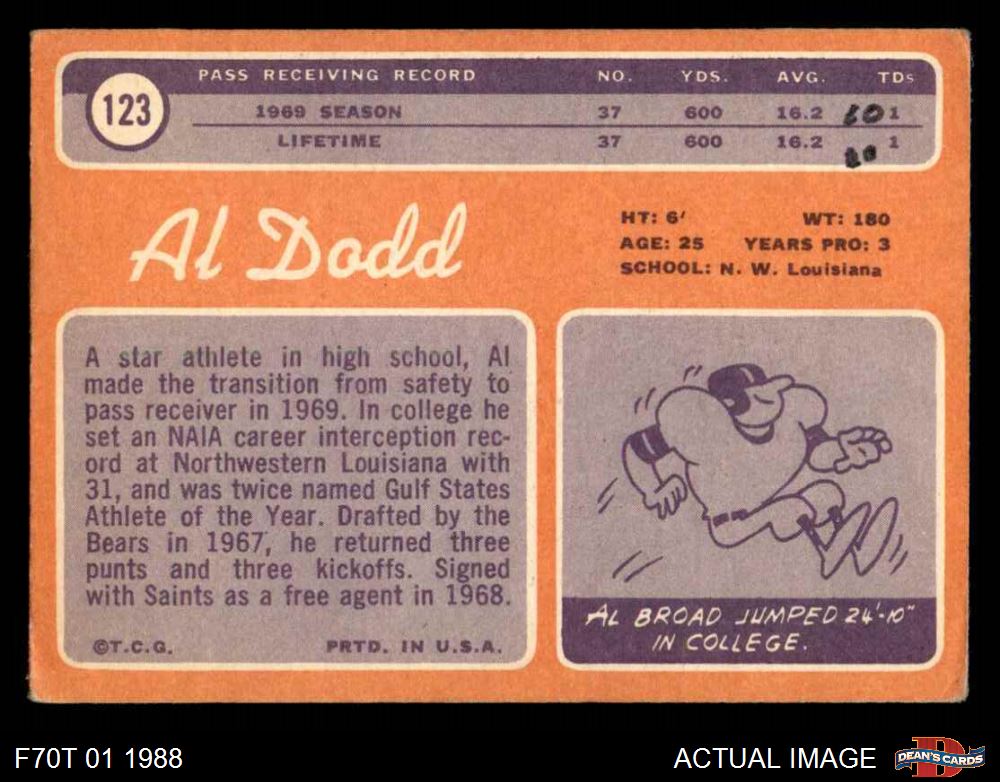 123
PASS RECEIVING RECORD NO. YDS. AVG. TDs
1969 SEASON 37 600 16.2 60 1
LIFETIME 37 600 16.2 1
Al Dodd
HT: 6' WT: 180
AGE: 25 YEARS PRO: 3
SCHOOL: N. W. Louisiana
A star athlete in high school, Al
made the transition from safety to
pass receiver in 1969. In college he
set an NAIA career interception rec-
ord at Northwestern Louisiana with
31, and was twice named Gulf States
Athlete of the Year. Drafted by the
Bears in 1967, he returned three
punts and three kickoffs. Signed
with Saints as a free agent in 1968.
©T.C.G. PRTD. IN U.S.A.
AL BROAD JUMPED 24'-10"
IN COLLEGE.
F70T 01 1988
ACTUAL IMAGE
D
DEAN'S CARDS